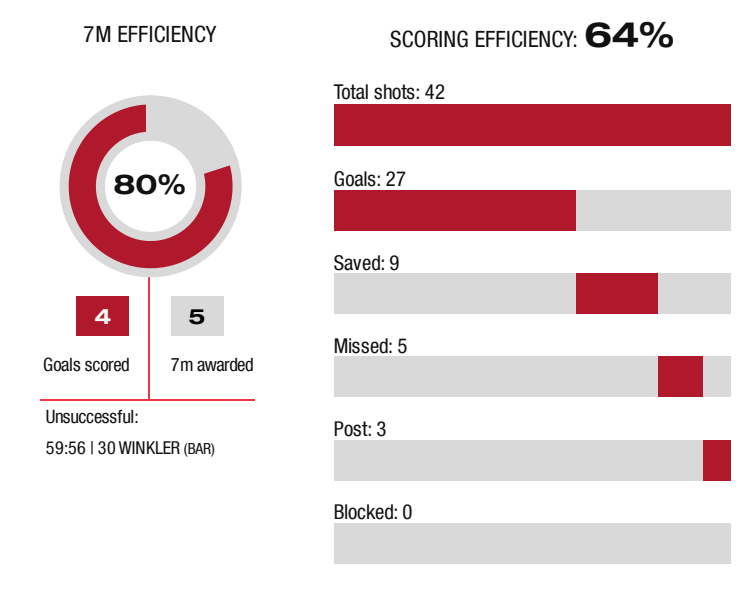 7M EFFICIENCY
80%
4
5
Goals scored
7m awarded
Unsuccessful:
59:56 | 30 WINKLER (BAR)
SCORING EFFICIENCY: 64%
Total shots: 42
Goals: 27
Saved: 9
Missed: 5
Post: 3
Blocked: 0